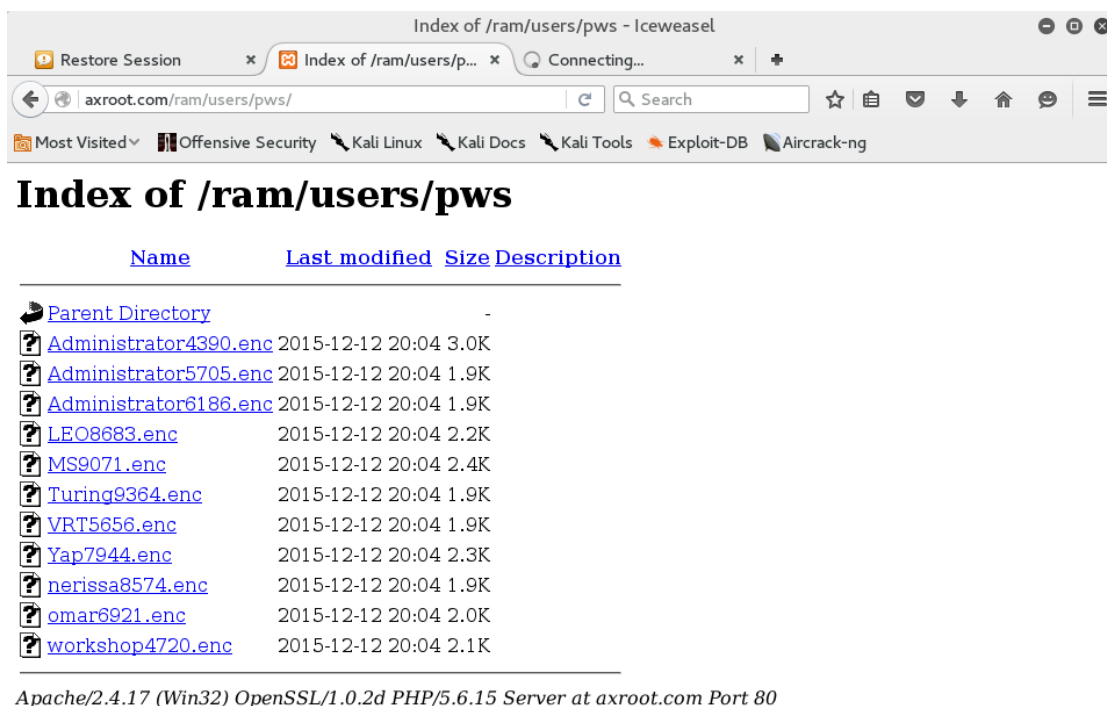 Index of /ram/users/pws - Iceweasel
Restore Session Index of /ram/users/p... Connecting...
axroot.com/ram/users/pws/ Search
Most Visited Offensive Security Kali Linux Kali Docs Kali Tools Exploit-DB Aircrack-ng
Index of /ram/users/pws
Name Last modified Size Description
Parent Directory -
Administrator4390.enc 2015-12-12 20:04 3.0K
Administrator5705.enc 2015-12-12 20:04 1.9K
Administrator6186.enc 2015-12-12 20:04 1.9K
LEO8683.enc 2015-12-12 20:04 2.2K
MS9071.enc 2015-12-12 20:04 2.4K
Turing9364.enc 2015-12-12 20:04 1.9K
VRT5656.enc 2015-12-12 20:04 1.9K
Yap7944.enc 2015-12-12 20:04 2.3K
nerissa8574.enc 2015-12-12 20:04 1.9K
omar6921.enc 2015-12-12 20:04 2.0K
workshop4720.enc 2015-12-12 20:04 2.1K
Apache/2.4.17 (Win32) OpenSSL/1.0.2d PHP/5.6.15 Server at axroot.com Port 80